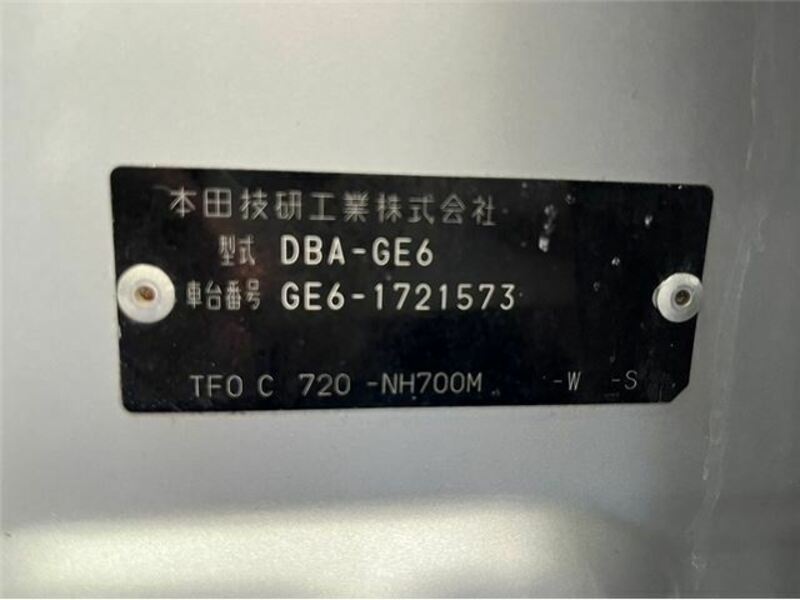 本田技研工業株式会社
型式 DBA-GE6
車台番号 GE6-1721573
TF0 C 720 -NH700M -W -S